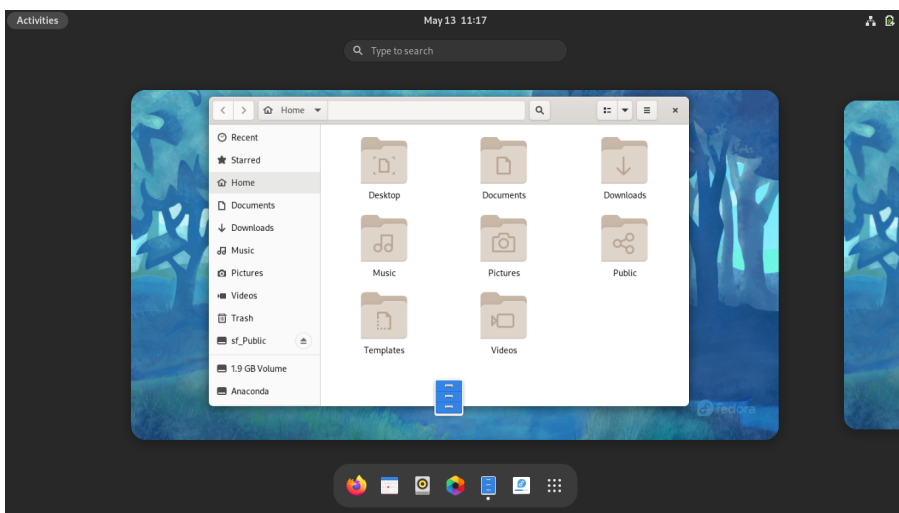 Activities
May 13 11:17
Type to search
Home
Recent
Starred
Home
Documents
Downloads
Music
Pictures
Videos
Trash
sf_Public
1.9 GB Volume
Anaconda
Desktop Documents Downloads
Music Pictures Public
Templates Videos
fedora